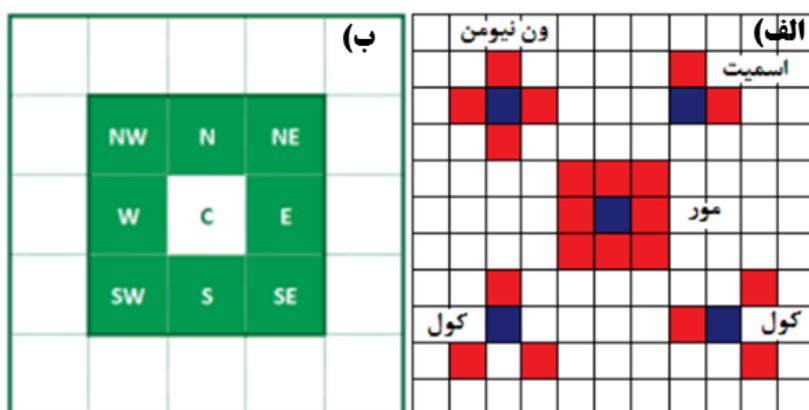 الف)
ون نیومن
اسمیت
مور
کول
کول
ب)
NW N NE
W C E
SW S SE